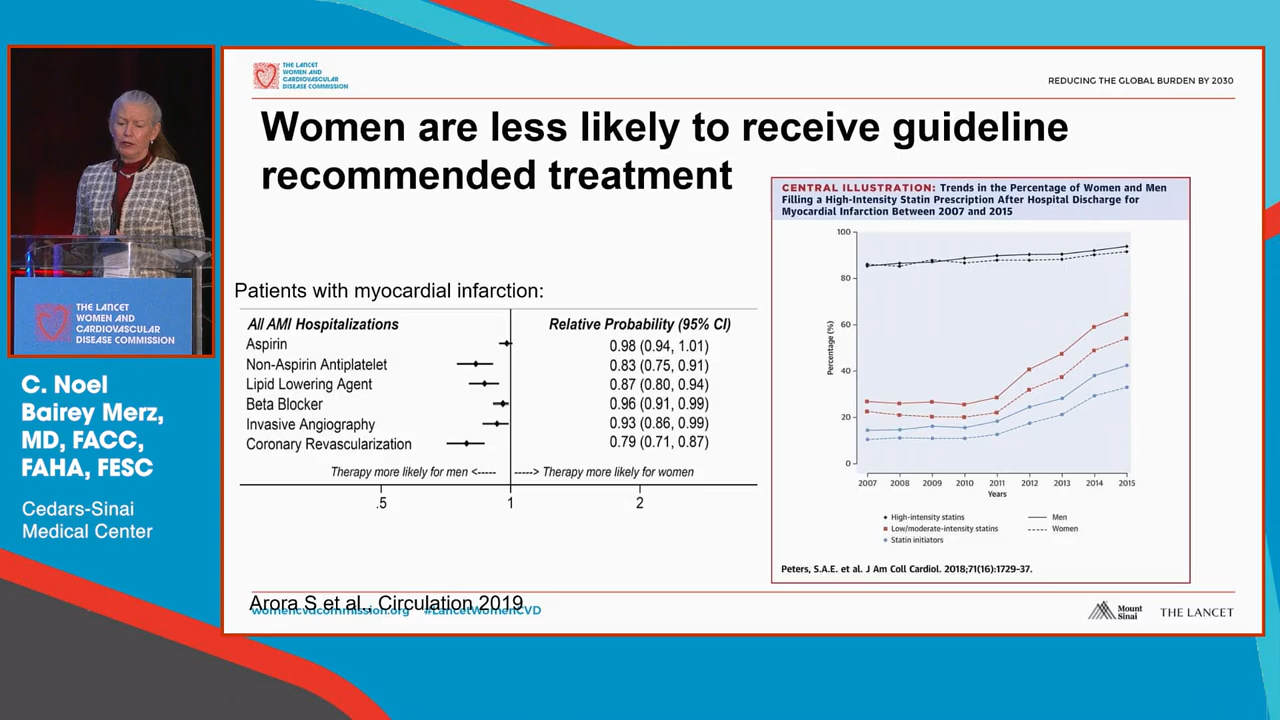 THE LANCET
WOMEN AND
CARDIOVASCULAR
DISEASE COMMISSION
REDUCING THE GLOBAL BURDEN BY 2030
Women are less likely to receive guideline
recommended treatment
CENTRAL ILLUSTRATION: Trends in the Percentage of Women and Men
Filling a High-Intensity Statin Prescription After Hospital Discharge for
Myocardial Infarction Between 2007 and 2015
100
80
60
40
20
0
Percentage (%)
2007 2008 2009 2010 2011 2012 2013 2014 2015
Years
High-intensity statins
Low/moderate-intensity statins
Statin initiators
Men
Women
Peters, S.A.E. et al. J Am Coll Cardiol. 2018;71(16):1729-37.
Patients with myocardial infarction:
All AMI Hospitalizations Relative Probability (95% CI)
Aspirin 0.98 (0.94, 1.01)
Non-Aspirin Antiplatelet 0.83 (0.75, 0.91)
Lipid Lowering Agent 0.87 (0.80, 0.94)
Beta Blocker 0.96 (0.91, 0.99)
Invasive Angiography 0.93 (0.86, 0.99)
Coronary Revascularization 0.79 (0.71, 0.87)
Therapy more likely for men <----- -----> Therapy more likely for women
.5 1 2
Arora S et al., Circulation 2019
womencvdcommission.org #LancetWomenCVD
Mount
Sinai
THE LANCET
THE LANCET
WOMEN AND
CARDIOVASCULAR
DISEASE COMMISSION
C. Noel
Bairey Merz,
MD, FACC,
FAHA, FESC
Cedars-Sinai
Medical Center